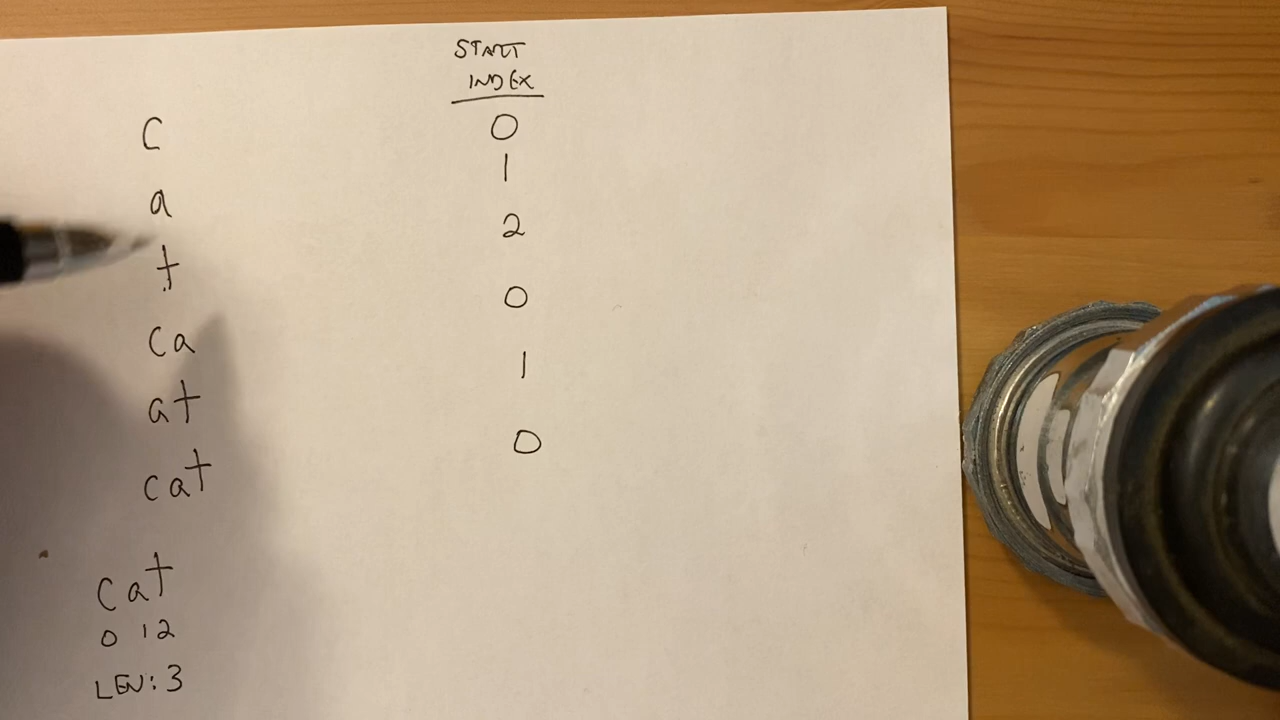 START
INDEX
c 0
a 1
t 2
ca 0
at 1
cat 0
cat
0 1 2
LEN: 3